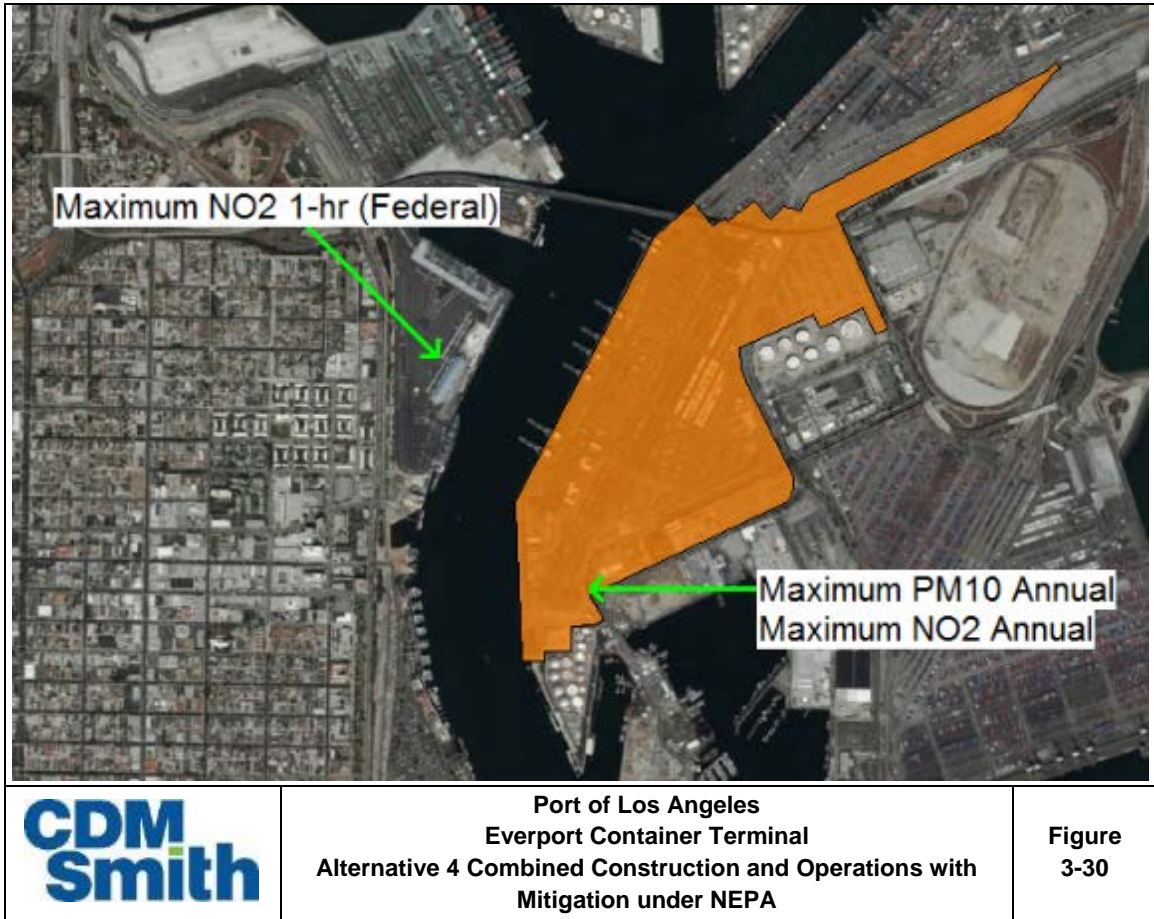 Maximum NO2 1-hr (Federal)
Maximum PM10 Annual
Maximum NO2 Annual
CDM
Smith
Port of Los Angeles
Everport Container Terminal
Alternative 4 Combined Construction and Operations with
Mitigation under NEPA
Figure
3-30